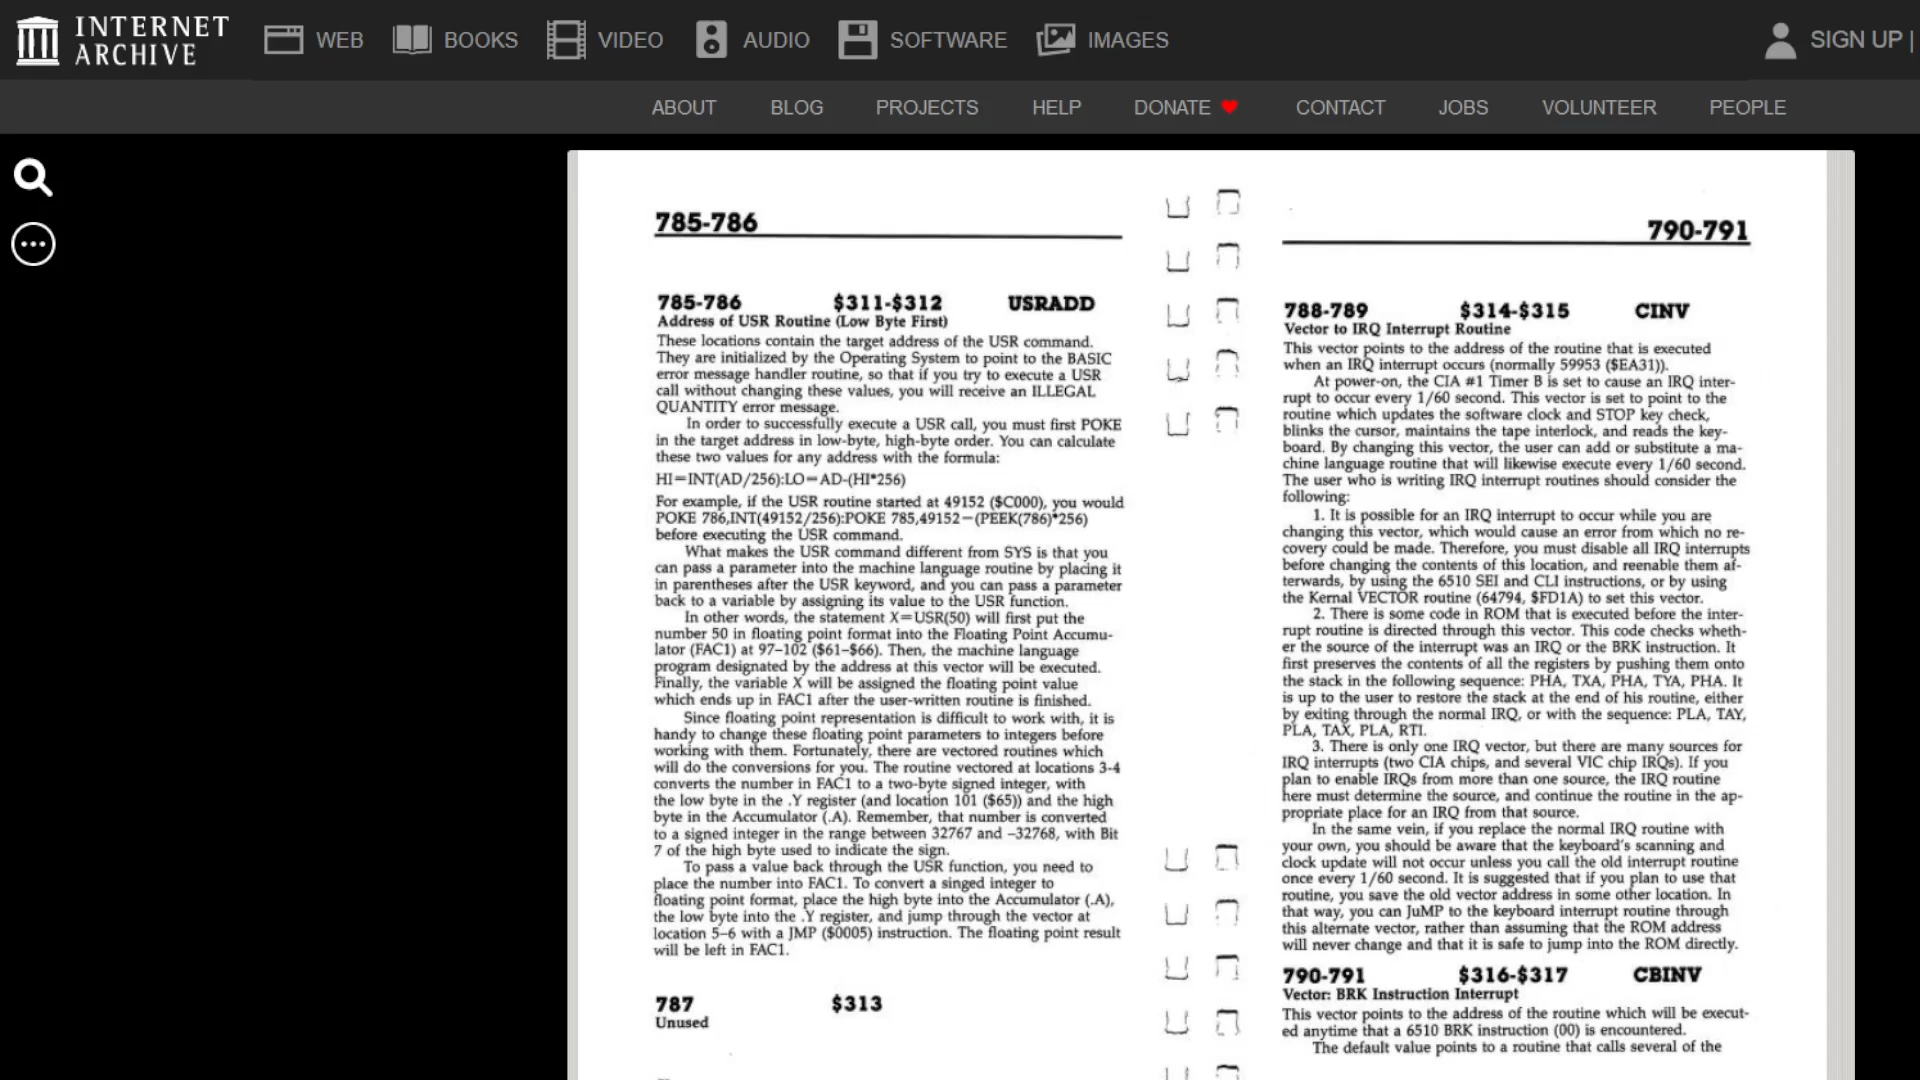 INTERNET ARCHIVE
WEB
BOOKS
VIDEO
AUDIO
SOFTWARE
IMAGES
SIGN UP |
ABOUT
BLOG
PROJECTS
HELP
DONATE
CONTACT
JOBS
VOLUNTEER
PEOPLE
785-786
785-786 $311-$312 USRADD
Address of USR Routine (Low Byte First)
These locations contain the target address of the USR command.
They are initialized by the Operating System to point to the BASIC
error message handler routine, so that if you try to execute a USR
call without changing these values, you will receive an ILLEGAL
QUANTITY error message.
In order to successfully execute a USR call, you must first POKE
in the target address in low-byte, high-byte order. You can calculate
these two values for any address with the formula:
HI=INT(AD/256):LO=AD-(HI*256)
For example, if the USR routine started at 49152 ($C000), you would
POKE 786,INT(49152/256):POKE 785,49152-(PEEK(786)*256)
before executing the USR command.
What makes the USR command different from SYS is that you
can pass a parameter into the machine language routine by placing it
in parentheses after the USR keyword, and you can pass a parameter
back to a variable by assigning its value to the USR function.
In other words, the statement X=USR(50) will first put the
number 50 in floating point format into the Floating Point Accumu-
lator (FAC1) at 97-102 ($61-$66). Then, the machine language
program designated by the address at this vector will be executed.
Finally, the variable X will be assigned the floating point value
which ends up in FAC1 after the user-written routine is finished.
Since floating point representation is difficult to work with, it is
handy to change these floating point parameters to integers before
working with them. Fortunately, there are vectored routines which
will do the conversions for you. The routine vectored at locations 3-4
converts the number in FAC1 to a two-byte signed integer, with
the low byte in the .Y register (and location 101 ($65)) and the high
byte in the Accumulator (.A). Remember, that number is converted
to a signed integer in the range between 32767 and -32768, with Bit
7 of the high byte used to indicate the sign.
To pass a value back through the USR function, you need to
place the number into FAC1. To convert a singed integer to
floating point format, place the high byte into the Accumulator (.A),
the low byte into the .Y register, and jump through the vector at
location 5-6 with a JMP ($0005) instruction. The floating point result
will be left in FAC1.
787 $313
Unused
790-791
788-789 $314-$315 CINV
Vector to IRQ Interrupt Routine
This vector points to the address of the routine that is executed
when an IRQ interrupt occurs (normally 59953 ($EA31)).
At power-on, the CIA #1 Timer B is set to cause an IRQ inter-
rupt to occur every 1/60 second. This vector is set to point to the
routine which updates the software clock and STOP key check,
blinks the cursor, maintains the tape interlock, and reads the key-
board. By changing this vector, the user can add or substitute a ma-
chine language routine that will likewise execute every 1/60 second.
The user who is writing IRQ interrupt routines should consider the
following:
1. It is possible for an IRQ interrupt to occur while you are
changing this vector, which would cause an error from which no re-
covery could be made. Therefore, you must disable all IRQ interrupts
before changing the contents of this location, and reenable them af-
terwards, by using the 6510 SEI and CLI instructions, or by using
the Kernal VECTOR routine (64794, $FD1A) to set this vector.
2. There is some code in ROM that is executed before the inter-
rupt routine is directed through this vector. This code checks wheth-
er the source of the interrupt was an IRQ or the BRK instruction. It
first preserves the contents of all the registers by pushing them onto
the stack in the following sequence: PHA, TXA, PHA, TYA, PHA. It
is up to the user to restore the stack at the end of his routine, either
by exiting through the normal IRQ, or with the sequence: PLA, TAY,
PLA, TAX, PLA, RTI.
3. There is only one IRQ vector, but there are many sources for
IRQ interrupts (two CIA chips, and several VIC chip IRQs). If you
plan to enable IRQs from more than one source, the IRQ routine
here must determine the source, and continue the routine in the ap-
propriate place for an IRQ from that source.
In the same vein, if you replace the normal IRQ routine with
your own, you should be aware that the keyboard's scanning and
clock update will not occur unless you call the old interrupt routine
once every 1/60 second. It is suggested that if you plan to use that
routine, you save the old vector address in some other location. In
that way, you can JuMP to the keyboard interrupt routine through
this alternate vector, rather than assuming that the ROM address
will never change and that it is safe to jump into the ROM directly.
790-791 $316-$317 CBINV
Vector: BRK Instruction Interrupt
This vector points to the address of the routine which will be execut-
ed anytime that a 6510 BRK instruction (00) is encountered.
The default value points to a routine that calls several of the